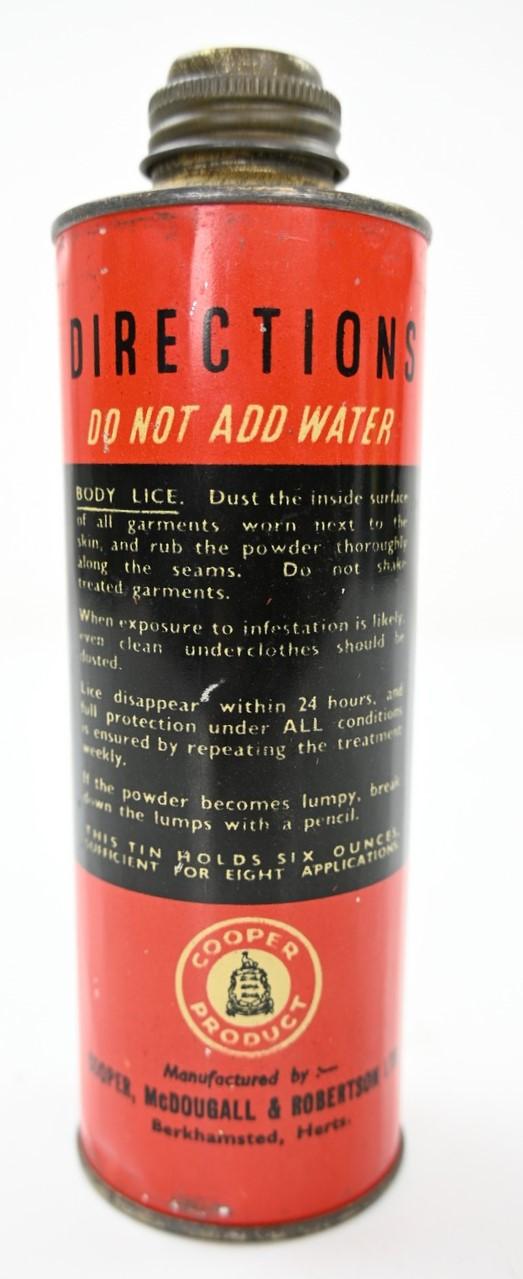 DIRECTIONS
DO NOT ADD WATER
BODY LICE. Dust the inside surface
of all garments worn next to the
skin, and rub the powder thoroughly
along the seams. Do not shake
treated garments.
When exposure to infestation is likely,
even clean underclothes should be
dusted.
Lice disappear within 24 hours, and
full protection under ALL conditions
is ensured by repeating the treatment
weekly.
If the powder becomes lumpy, break
down the lumps with a pencil.
THIS TIN HOLDS SIX OUNCES,
SUFFICIENT FOR EIGHT APPLICATIONS.
COOPER
PRODUCT
Manufactured by :—
COOPER, McDOUGALL & ROBERTSON
Berkhamsted, Herts.